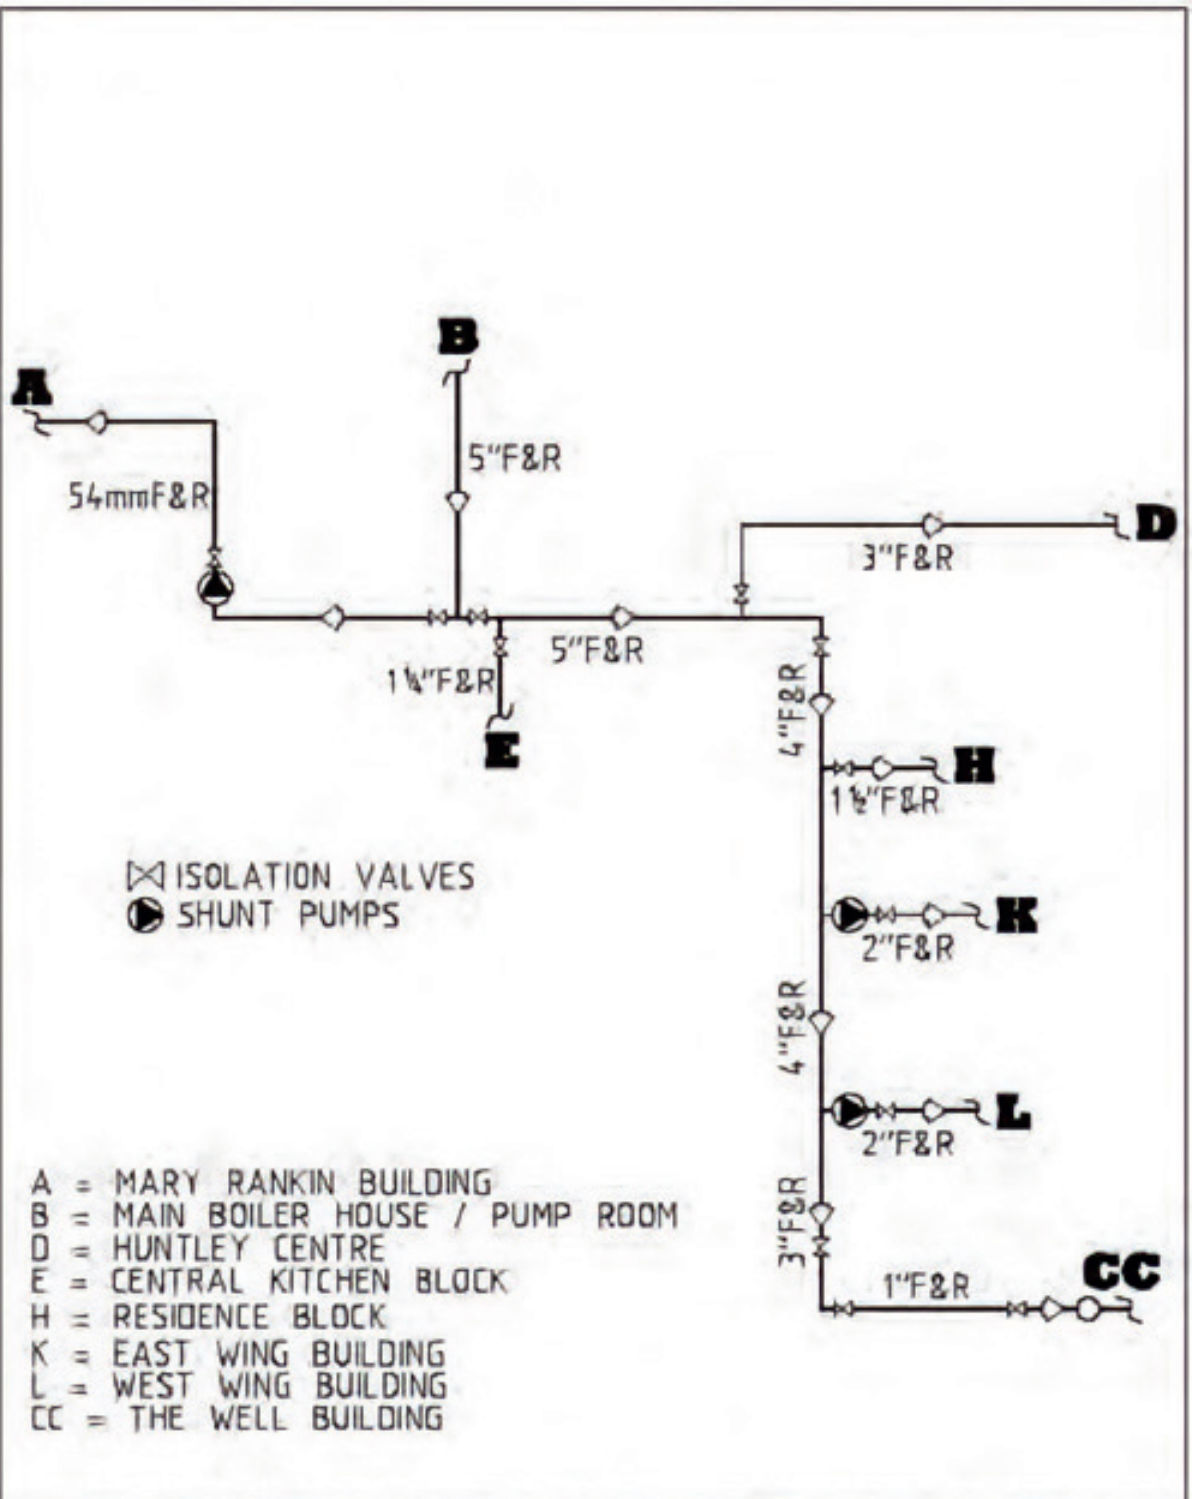 B
A
5"F&R
54mmF&R
D
3"F&R
5"F&R
1¼"F&R
4"F&R
E
H
1½"F&R
ISOLATION VALVES
SHUNT PUMPS
K
2"F&R
4"F&R
L
2"F&R
3"F&R
CC
1"F&R
A = MARY RANKIN BUILDING
B = MAIN BOILER HOUSE / PUMP ROOM
D = HUNTLEY CENTRE
E = CENTRAL KITCHEN BLOCK
H = RESIDENCE BLOCK
K = EAST WING BUILDING
L = WEST WING BUILDING
CC = THE WELL BUILDING